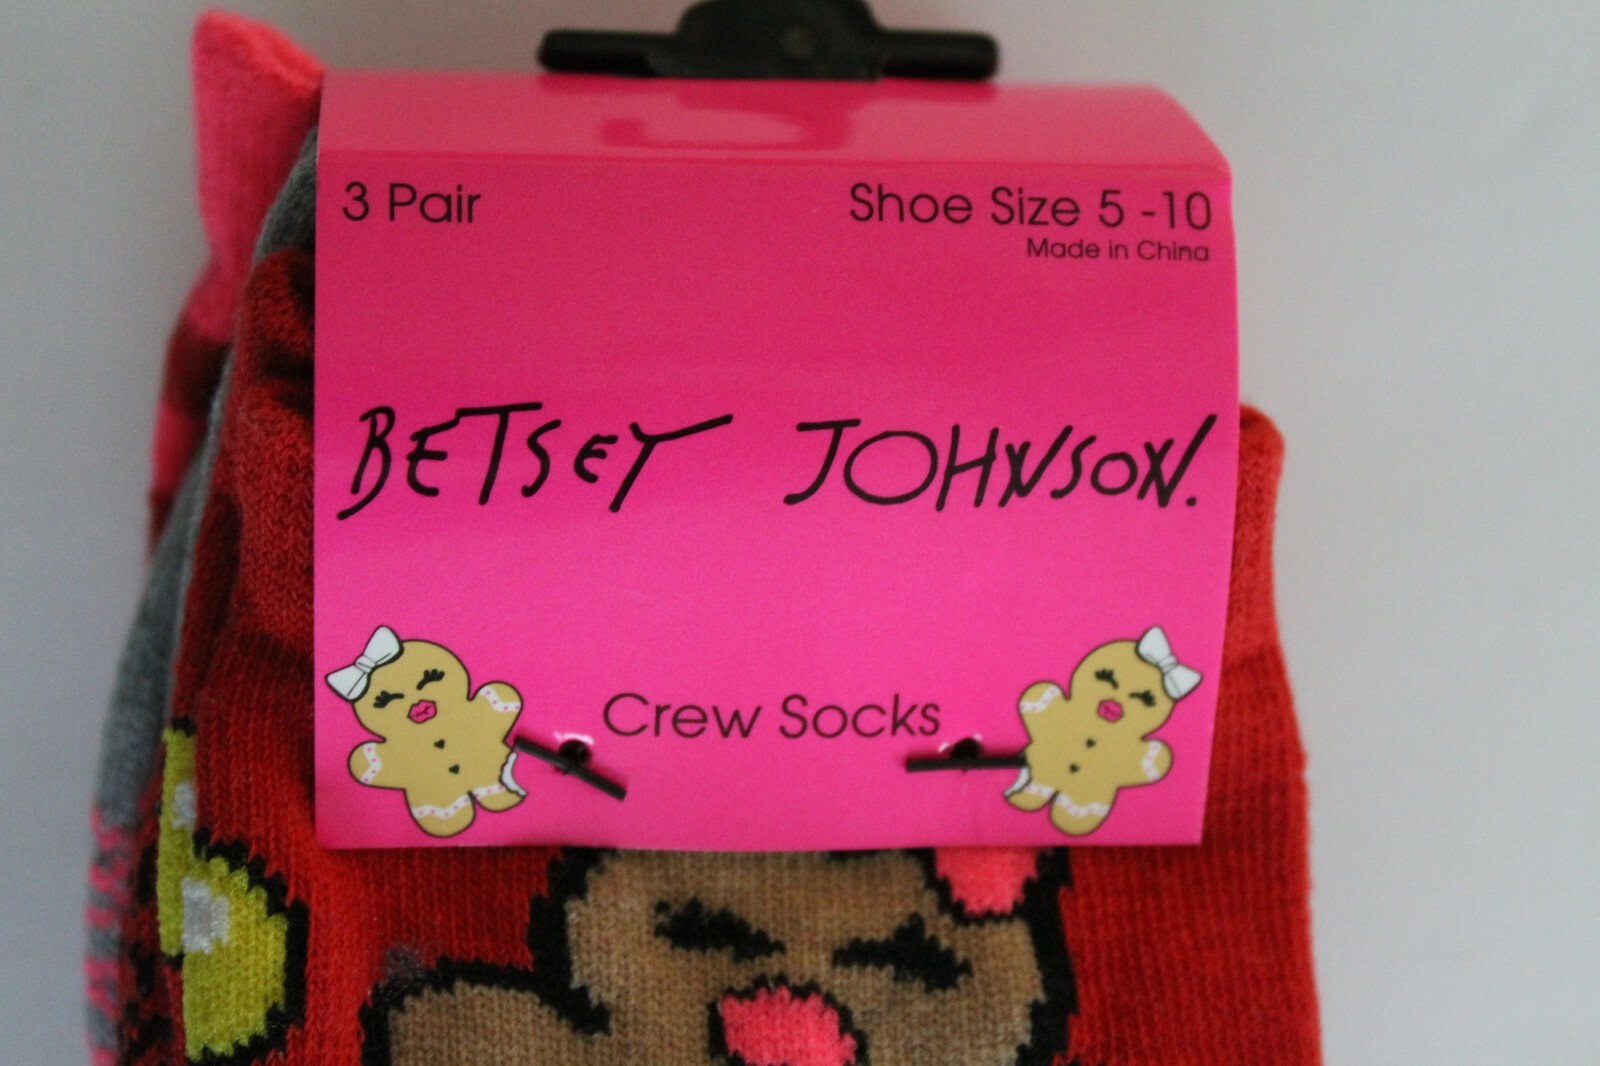 3 Pair
Shoe Size 5 -10
Made in China
BETSEY JOHNSON.
Crew Socks